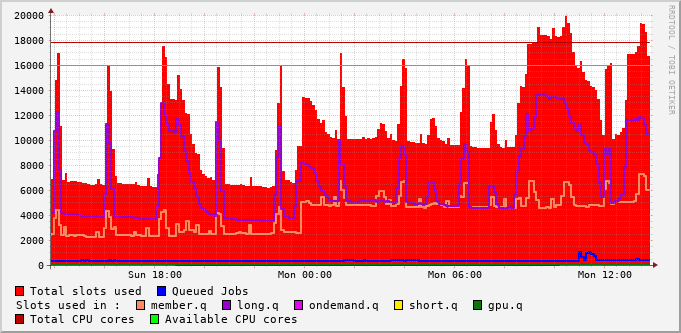 RRDTOOL / TOBI OETIKER
20000
18000
16000
14000
12000
10000
8000
6000
4000
2000
0
Sun 18:00 Mon 00:00 Mon 06:00 Mon 12:00
Total slots used Queued Jobs
Slots used in : member.q long.q ondemand.q short.q gpu.q
Total CPU cores Available CPU cores